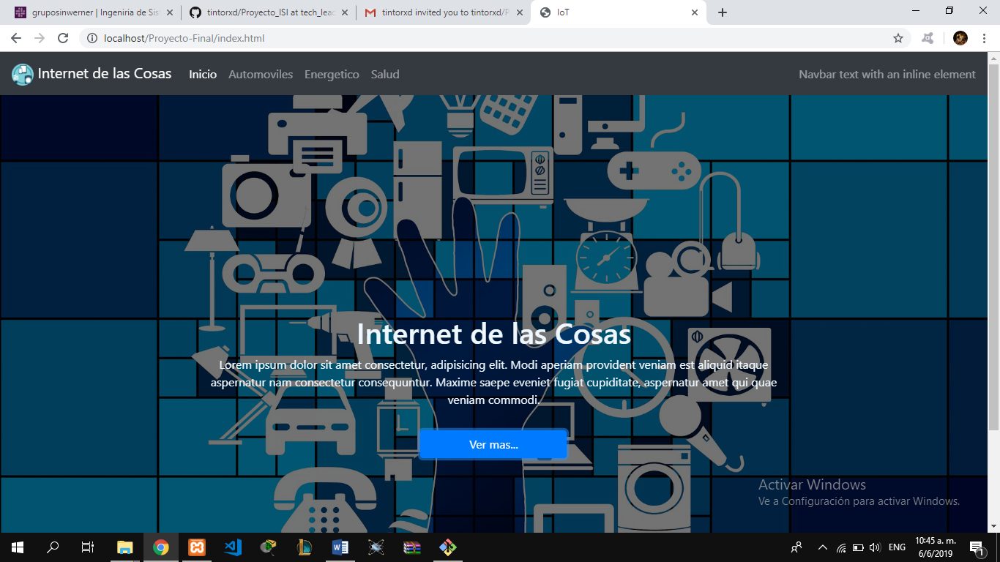 gruposinwerner | Ingeniria de Sis
tintorxd/Proyecto_ISI at tech_lead
tintorxd invited you to tintorxd/P
IoT
localhost/Proyecto-Final/index.html
Internet de las Cosas
Inicio
Automoviles
Energetico
Salud
Navbar text with an inline element
Internet de las Cosas
Lorem ipsum dolor sit amet consectetur, adipisicing elit. Modi aperiam provident veniam est aliquid itaque
aspernatur nam consectetur consequuntur. Maxime saepe eveniet fugiat cupiditate, aspernatur amet qui quae
veniam commodi.
Ver mas...
Activar Windows
Ve a Configuración para activar Windows.
ENG
10:45 a. m.
6/6/2019
1